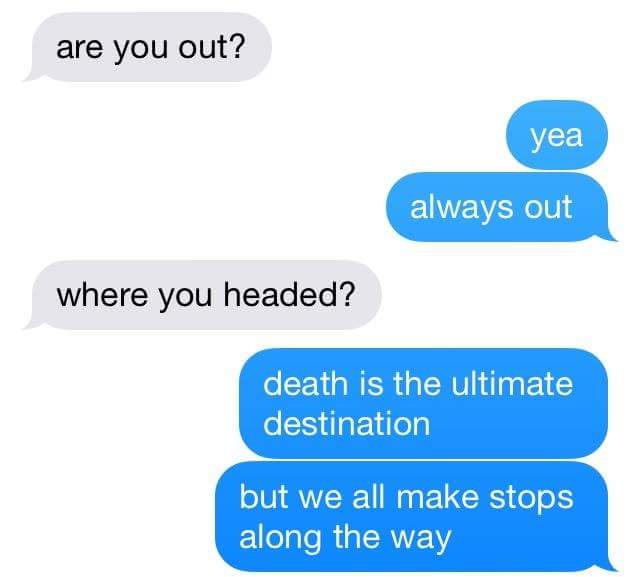 are you out?
yea
always out
where you headed?
death is the ultimate
destination
but we all make stops
along the way